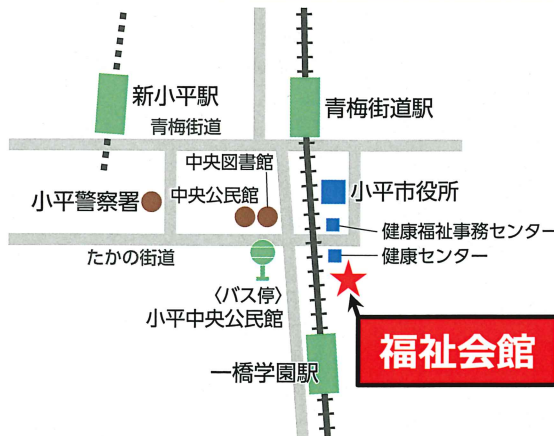 新小平駅
青梅街道駅
青梅街道
中央図書館
小平警察署
中央公民館
小平市役所
健康福祉事務センター
たかの街道
健康センター
〈バス停〉
小平中央公民館
福祉会館
一橋学園駅